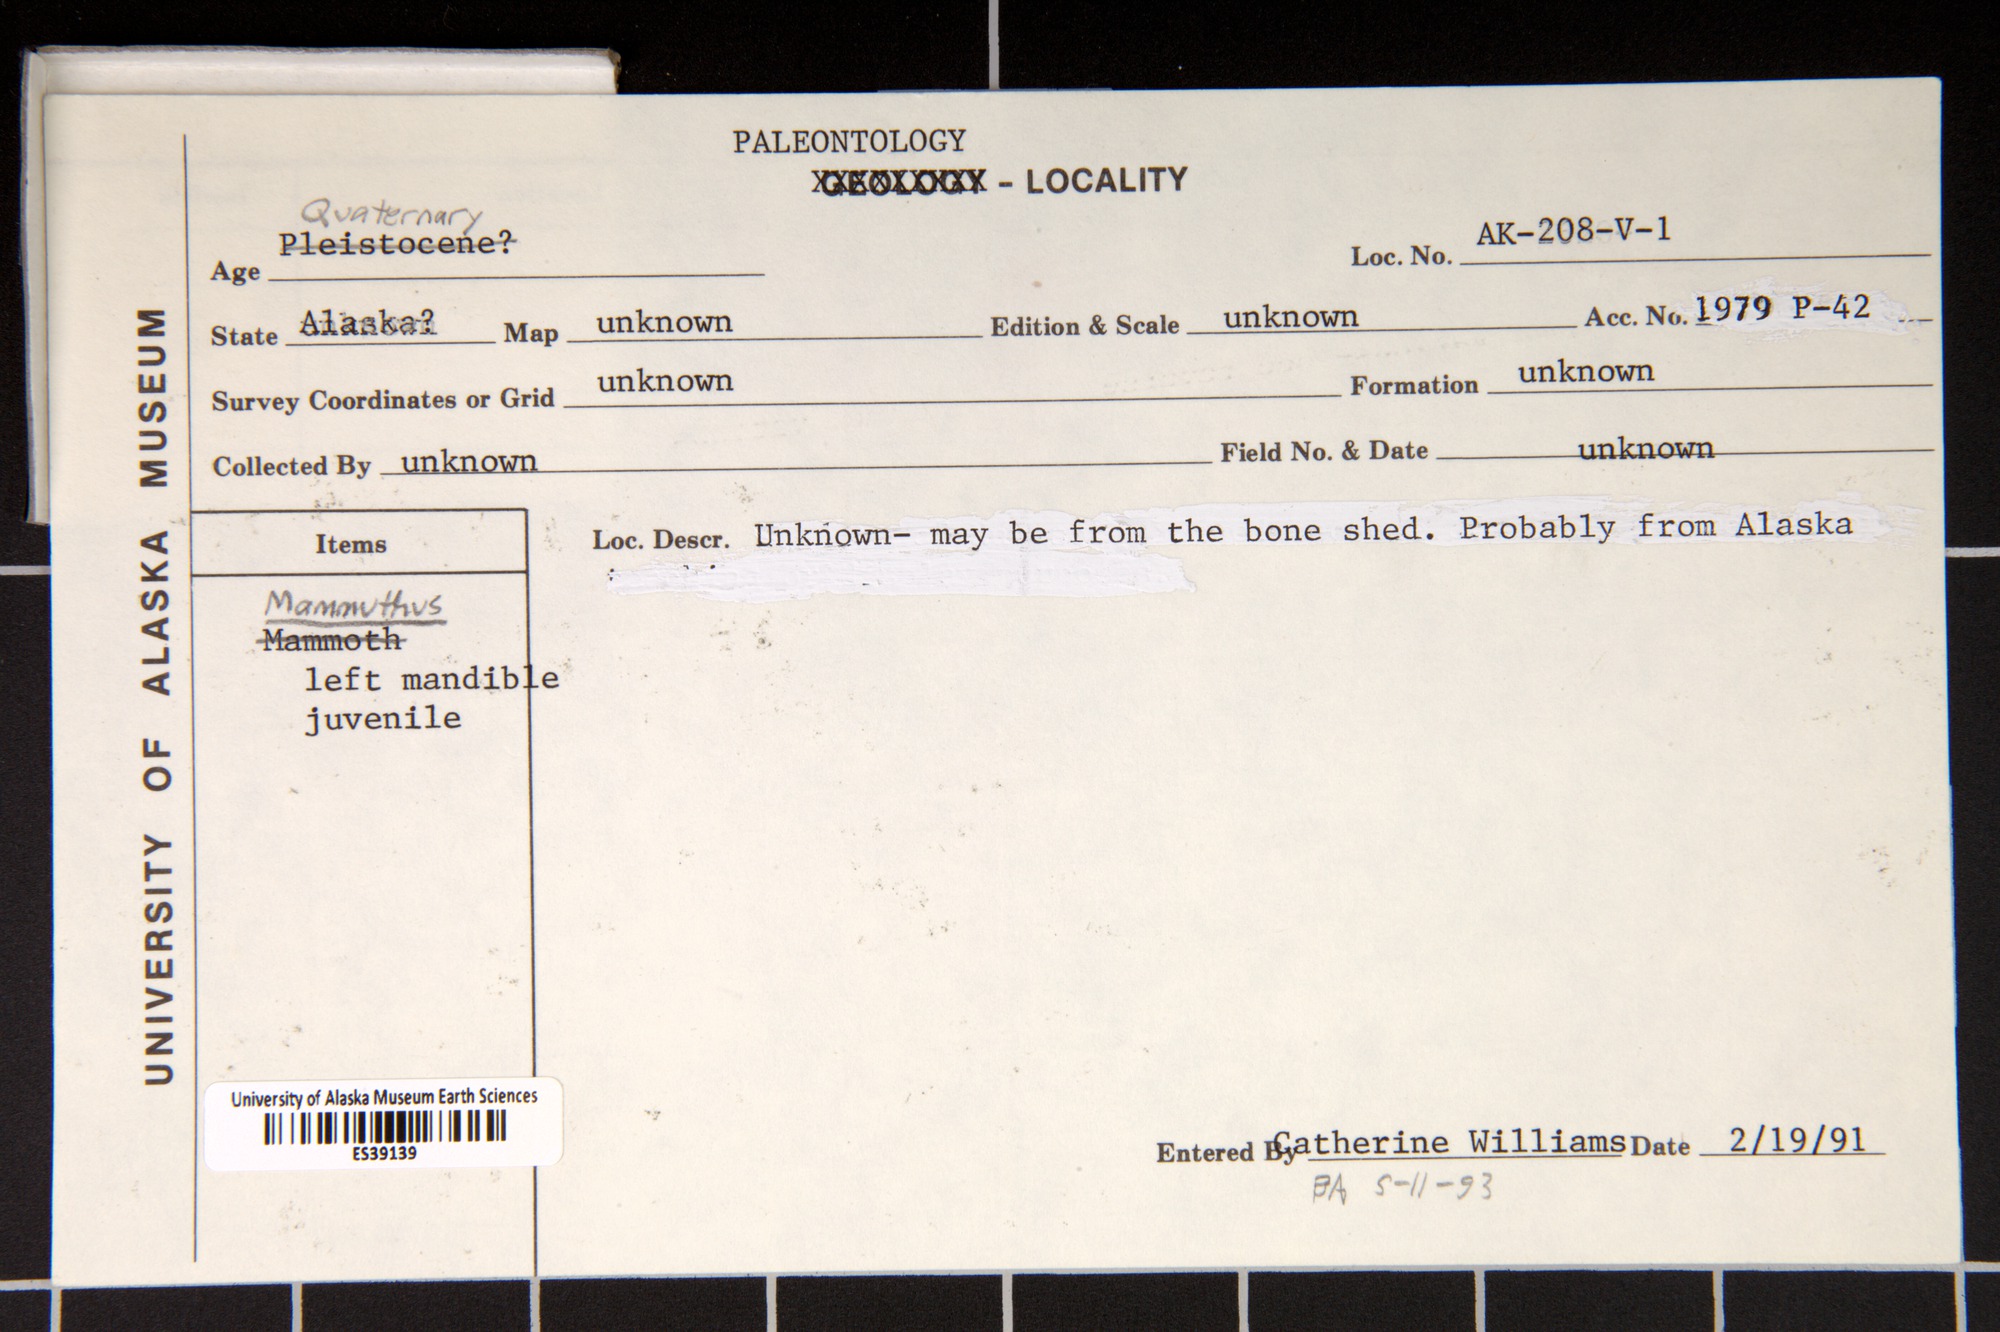 PALEONTOLOGY
GEOLOGY - LOCALITY
Quaternary
Pleistocene?
Age
Loc. No. AK-208-V-1
State Alaska? Map unknown Edition & Scale unknown Acc. No. 1979 P-42
Survey Coordinates or Grid unknown Formation unknown
Collected By unknown Field No. & Date unknown
Items
Loc. Descr. Unknown- may be from the bone shed. Probably from Alaska
Mammuthus
Mammoth
left mandible
juvenile
UNIVERSITY OF ALASKA MUSEUM
University of Alaska Museum Earth Sciences
ES39139
Entered By Catherine Williams Date 2/19/91
BA 5-11-93